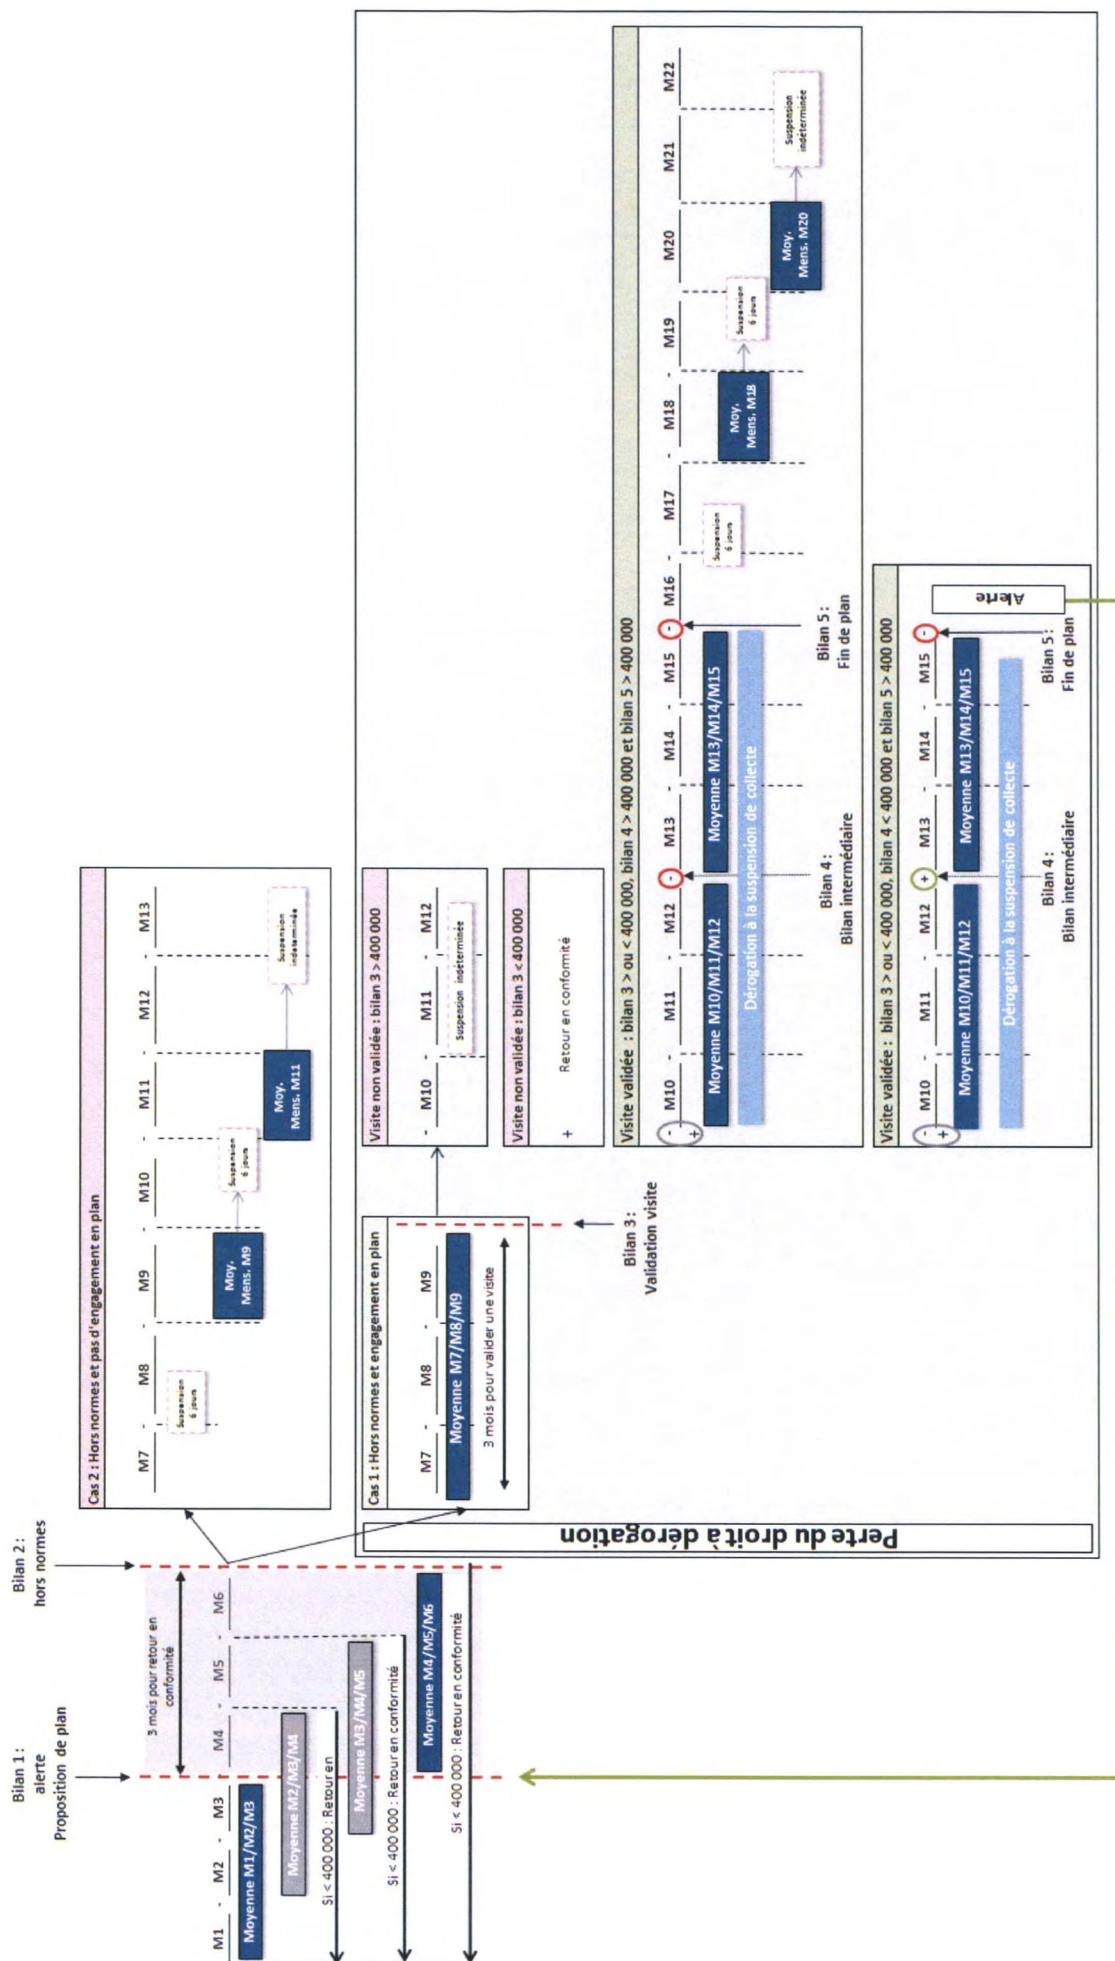 Bilan 1 :
alerte
Proposition de plan
Bilan 2 :
hors normes
3 mois pour retour en
conformité
M1 - M2 - M3 M4 - M5 - M6
Moyenne M1/M2/M3
Moyenne M2/M3/M4
Si < 400 000 : Retour en
Moyenne M3/M4/M5
Si < 400 000 : Retour en conformité
Moyenne M4/M5/M6
Si < 400 000 : Retour en conformité
Cas 2 : Hors normes et pas d'engagement en plan
M7 - M8 - M9 - M10 - M11 - M12 - M13
Suspension
6 jours
Moy.
Mens. M9
Suspension
6 jours
Moy.
Mens. M11
Suspension
indéterminée
Perte du droit à dérogation
Cas 1 : Hors normes et engagement en plan
M7 - M8 - M9
Moyenne M7/M8/M9
3 mois pour valider une visite
Bilan 3 :
Validation visite
Visite non validée : bilan 3 > 400 000
- M10 - M11 - M12
Suspension indéterminée
Visite non validée : bilan 3 < 400 000
+ Retour en conformité
Visite validée : bilan 3 > ou < 400 000, bilan 4 > 400 000 et bilan 5 > 400 000
- M10 - M11 - M12 - M13 - M14 - M15 - M16 - M17 - M18 - M19 - M20 - M21 - M22
+
Moyenne M10/M11/M12
Moyenne M13/M14/M15
Dérogation à la suspension de collecte
Suspension
6 jours
Moy.
Mens. M18
Suspension
6 jours
Moy.
Mens. M20
Suspension
indéterminée
Bilan 4 :
Bilan intermédiaire
Bilan 5 :
Fin de plan
Visite validée : bilan 3 > ou < 400 000, bilan 4 < 400 000 et bilan 5 > 400 000
- M10 - M11 - M12 + M13 - M14 - M15 -
+
Moyenne M10/M11/M12
Moyenne M13/M14/M15
Dérogation à la suspension de collecte
Alerte
Bilan 4 :
Bilan intermédiaire
Bilan 5 :
Fin de plan